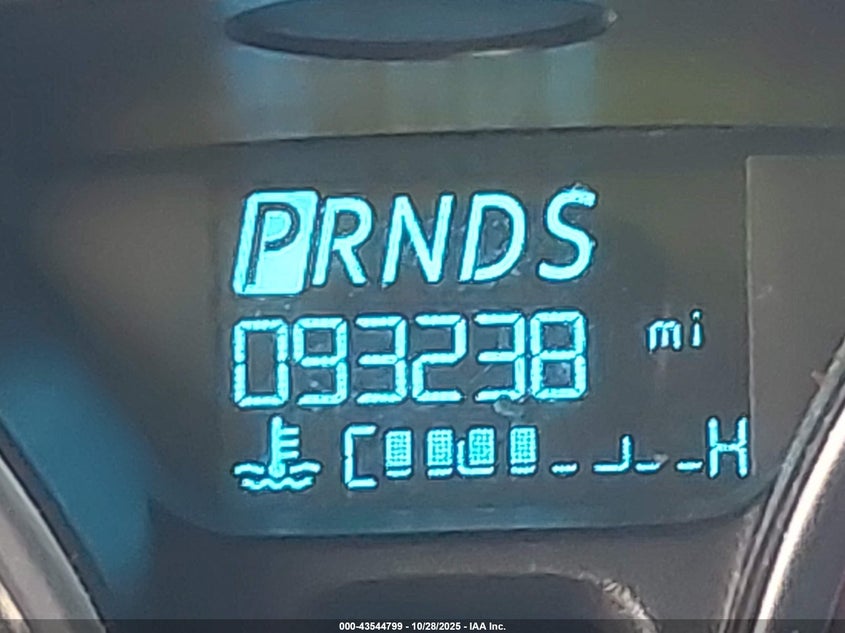 PRNDS
093238 mi
C H
000-43544799 - 10/28/2025 - IAA Inc.